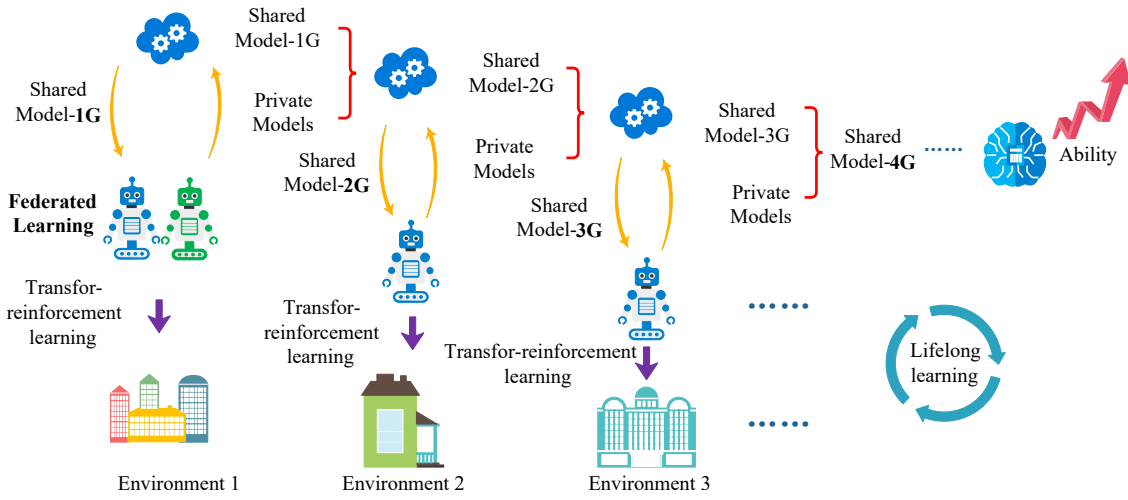 Shared
Model-1G
Shared
Model-1G
Private
Models
Federated
Learning
Transfor-
reinforcement
learning
Environment 1
Shared
Model-2G
Shared
Model-2G
Private
Models
Transfor-
reinforcement
learning
Environment 2
Shared
Model-3G
Shared
Model-3G
Private
Models
Transfor-reinforcement
learning
Environment 3
Shared
Model-4G
······
Ability
······
Lifelong
learning
······